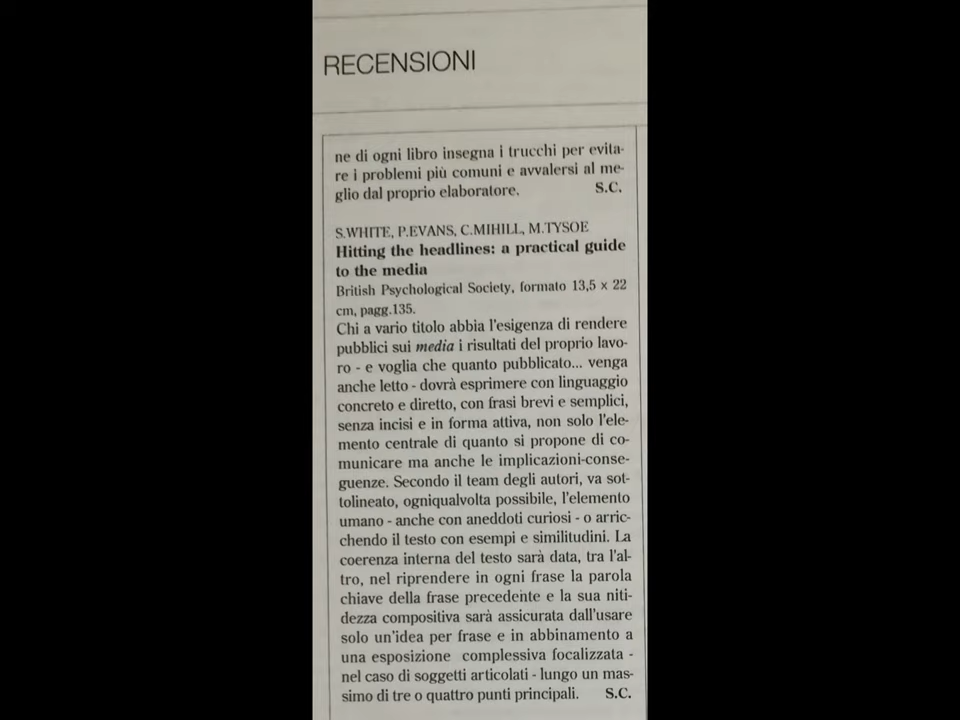 RECENSIONI
ne di ogni libro insegna i trucchi per evita-
re i problemi più comuni e avvalersi al me-
glio dal proprio elaboratore. S.C.
S.WHITE, P.EVANS, C.MIHILL, M.TYSOE
Hitting the headlines: a practical guide
to the media
British Psychological Society, formato 13,5 x 22
cm, pagg.135.
Chi a vario titolo abbia l'esigenza di rendere
pubblici sui media i risultati del proprio lavo-
ro - e voglia che quanto pubblicato... venga
anche letto - dovrà esprimere con linguaggio
concreto e diretto, con frasi brevi e semplici,
senza incisi e in forma attiva, non solo l'ele-
mento centrale di quanto si propone di co-
municare ma anche le implicazioni-conse-
guenze. Secondo il team degli autori, va sot-
tolineato, ogniqualvolta possibile, l'elemento
umano - anche con aneddoti curiosi - o arric-
chendo il testo con esempi e similitudini. La
coerenza interna del testo sarà data, tra l'al-
tro, nel riprendere in ogni frase la parola
chiave della frase precedente e la sua niti-
dezza compositiva sarà assicurata dall'usare
solo un'idea per frase e in abbinamento a
una esposizione complessiva focalizzata -
nel caso di soggetti articolati - lungo un mas-
simo di tre o quattro punti principali. S.C.